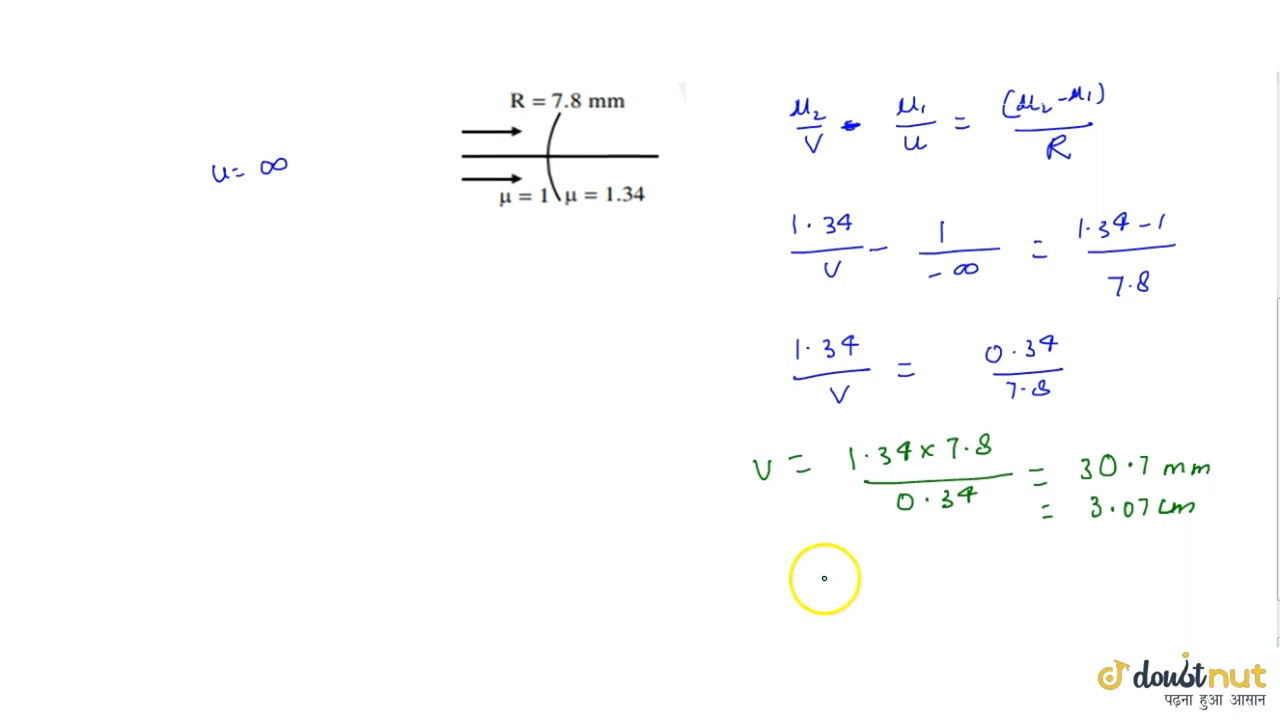 R = 7.8 mm
μ = 1 μ = 1.34
u = ∞
μ₂/V - μ₁/u = (μ₂ - μ₁)/R
1.34/V - 1/-∞ = 1.34 - 1/7.8
1.34/V = 0.34/7.8
V = 1.34 x 7.8/0.34 = 30.7 mm
= 3.07 cm
doubtnut
पढ़ना हुआ आसान